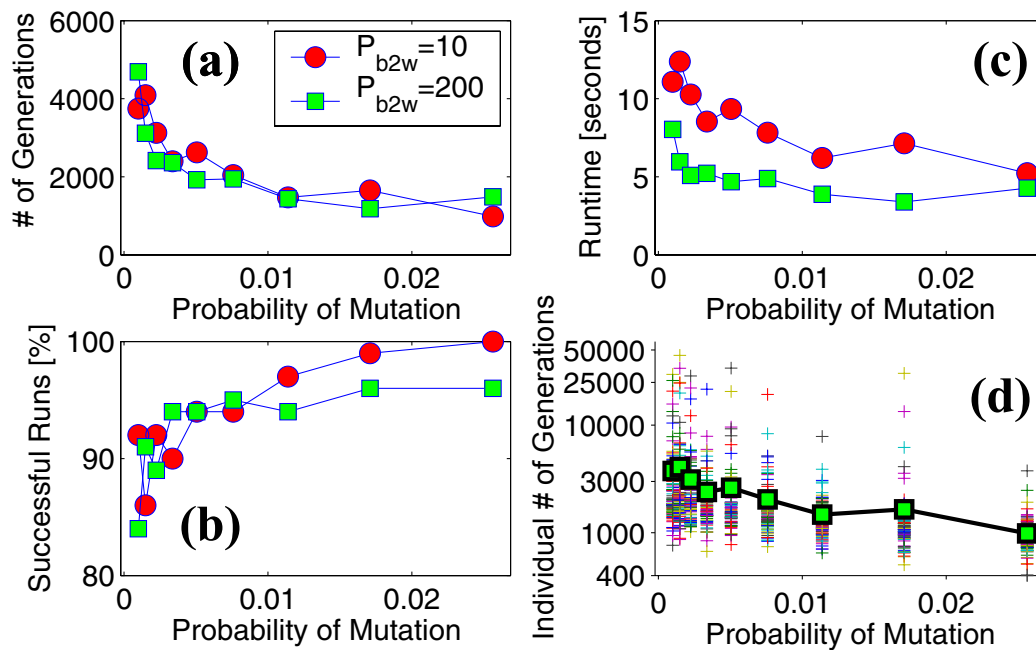 6000
4000
2000
0
# of Generations
(a)
P_b2w=10
P_b2w=200
0 0.01 0.02
Probability of Mutation
15
10
5
0
Runtime [seconds]
(c)
0 0.01 0.02
Probability of Mutation
100
90
80
Successful Runs [%]
(b)
0 0.01 0.02
Probability of Mutation
50000
25000
10000
3000
1000
400
Individual # of Generations
(d)
0 0.01 0.02
Probability of Mutation